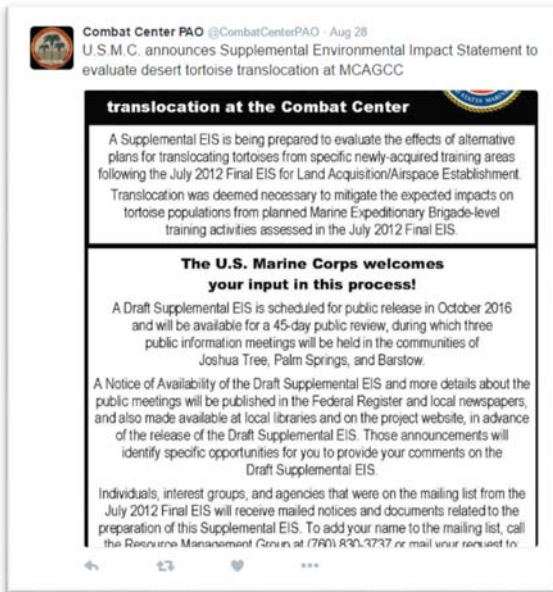 Combat Center PAO @CombatCenterPAO · Aug 28
U.S.M.C. announces Supplemental Environmental Impact Statement to
evaluate desert tortoise translocation at MCAGCC
translocation at the Combat Center
A Supplemental EIS is being prepared to evaluate the effects of alternative
plans for translocating tortoises from specific newly-acquired training areas
following the July 2012 Final EIS for Land Acquisition/Airspace Establishment.
Translocation was deemed necessary to mitigate the expected impacts on
tortoise populations from planned Marine Expeditionary Brigade-level
training activities assessed in the July 2012 Final EIS.
The U.S. Marine Corps welcomes
your input in this process!
A Draft Supplemental EIS is scheduled for public release in October 2016
and will be available for a 45-day public review, during which three
public information meetings will be held in the communities of
Joshua Tree, Palm Springs, and Barstow.
A Notice of Availability of the Draft Supplemental EIS and more details about the
public meetings will be published in the Federal Register and local newspapers,
and also made available at local libraries and on the project website, in advance
of the release of the Draft Supplemental EIS. Those announcements will
identify specific opportunities for you to provide your comments on the
Draft Supplemental EIS.
Individuals, interest groups, and agencies that were on the mailing list from the
July 2012 Final EIS will receive mailed notices and documents related to the
preparation of this Supplemental EIS. To add your name to the mailing list, call
the Resource Management Group at (760) 830-3737 or mail your request to: